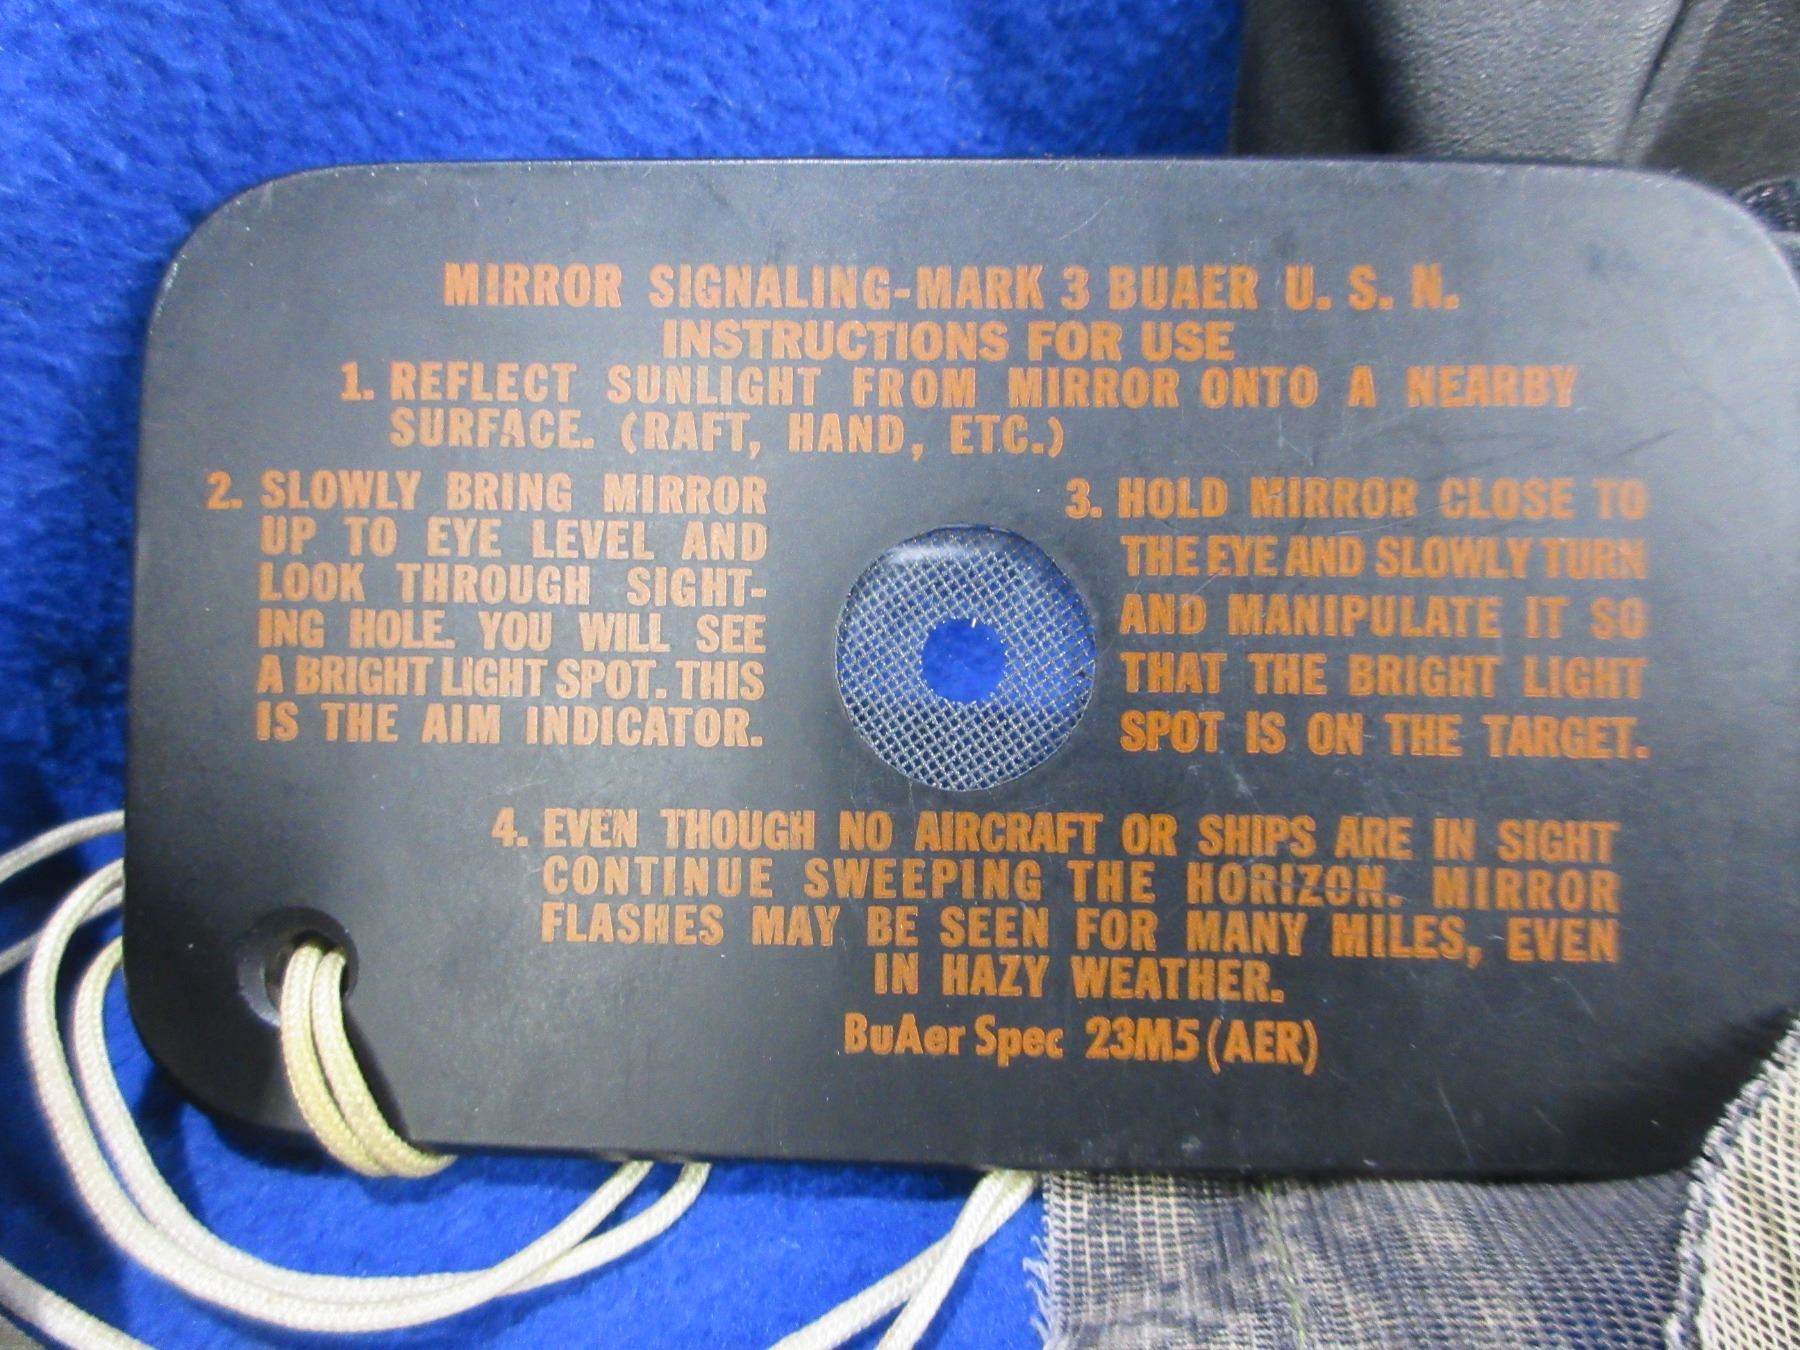 MIRROR SIGNALING-MARK 3 BUAER U. S. N.
INSTRUCTIONS FOR USE
1. REFLECT SUNLIGHT FROM MIRROR ONTO A NEARBY
SURFACE. (RAFT, HAND, ETC.)
2. SLOWLY BRING MIRROR
UP TO EYE LEVEL AND
LOOK THROUGH SIGHT-
ING HOLE. YOU WILL SEE
A BRIGHT LIGHT SPOT. THIS
IS THE AIM INDICATOR.
3. HOLD MIRROR CLOSE TO
THE EYE AND SLOWLY TURN
AND MANIPULATE IT SO
THAT THE BRIGHT LIGHT
SPOT IS ON THE TARGET.
4. EVEN THOUGH NO AIRCRAFT OR SHIPS ARE IN SIGHT
CONTINUE SWEEPING THE HORIZON. MIRROR
FLASHES MAY BE SEEN FOR MANY MILES, EVEN
IN HAZY WEATHER.
BuAer Spec 23M5 (AER)